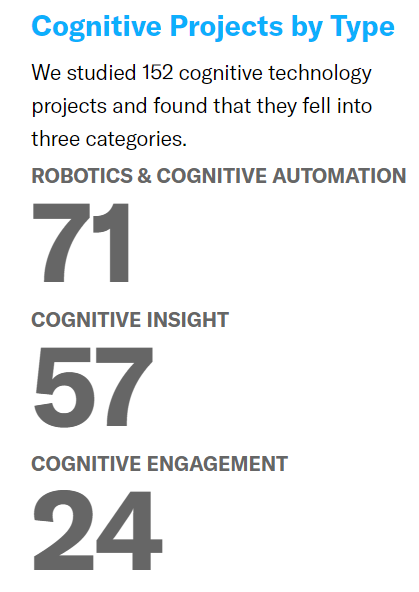 Cognitive Projects by Type
We studied 152 cognitive technology
projects and found that they fell into
three categories.
ROBOTICS & COGNITIVE AUTOMATION
71
COGNITIVE INSIGHT
57
COGNITIVE ENGAGEMENT
24